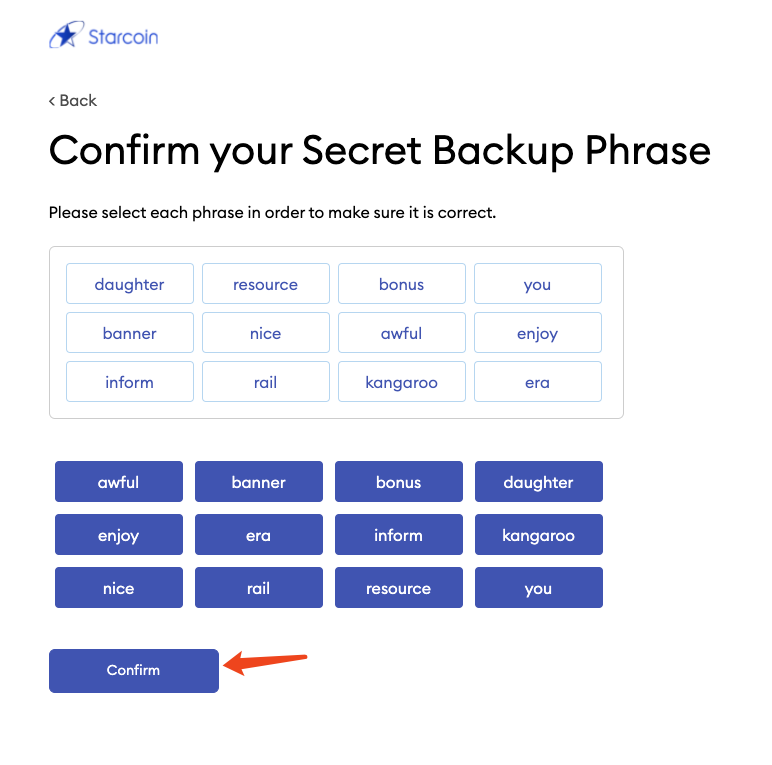 Starcoin
< Back
Confirm your Secret Backup Phrase
Please select each phrase in order to make sure it is correct.
daughter resource bonus you
banner nice awful enjoy
inform rail kangaroo era
awful banner bonus daughter
enjoy era inform kangaroo
nice rail resource you
Confirm